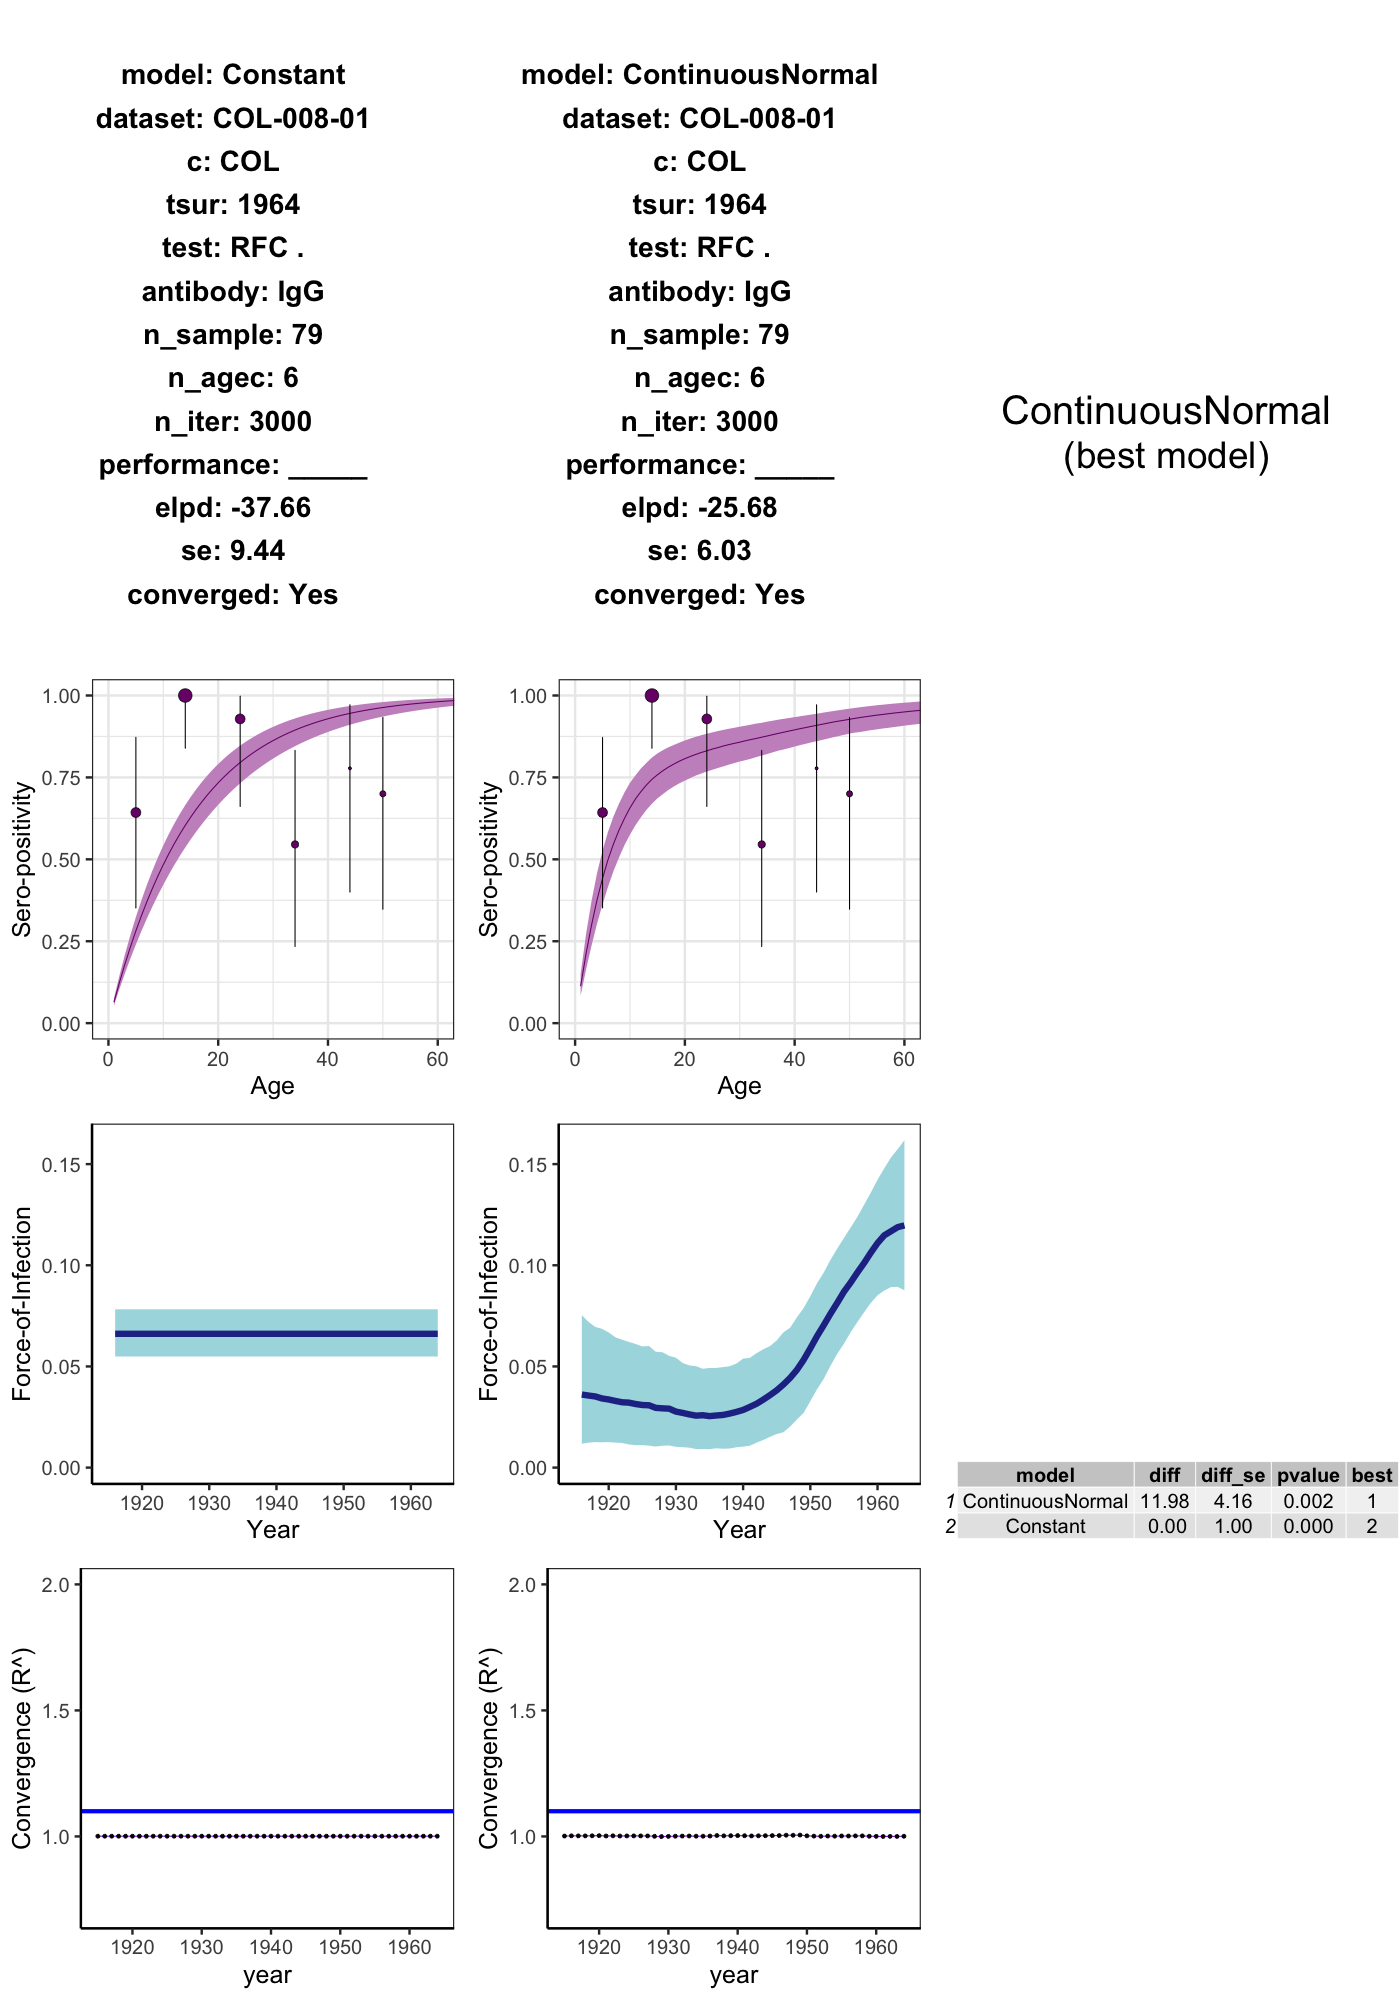 model: Constant
dataset: COL-008-01
c: COL
tsur: 1964
test: RFC .
antibody: IgG
n_sample: 79
n_agec: 6
n_iter: 3000
performance: _____
elpd: -37.66
se: 9.44
converged: Yes
model: ContinuousNormal
dataset: COL-008-01
c: COL
tsur: 1964
test: RFC .
antibody: IgG
n_sample: 79
n_agec: 6
n_iter: 3000
performance: _____
elpd: -25.68
se: 6.03
converged: Yes
ContinuousNormal
(best model)
Sero-positivity
1.00
0.75
0.50
0.25
0.00
0 20 40 60
Age
Sero-positivity
1.00
0.75
0.50
0.25
0.00
0 20 40 60
Age
Force-of-Infection
0.15
0.10
0.05
0.00
1920 1930 1940 1950 1960
Year
Force-of-Infection
0.15
0.10
0.05
0.00
1920 1930 1940 1950 1960
Year
model diff diff_se pvalue best
1 ContinuousNormal 11.98 4.16 0.002 1
2 Constant 0.00 1.00 0.000 2
Convergence (R^)
2.0
1.5
1.0
1920 1930 1940 1950 1960
year
Convergence (R^)
2.0
1.5
1.0
1920 1930 1940 1950 1960
year